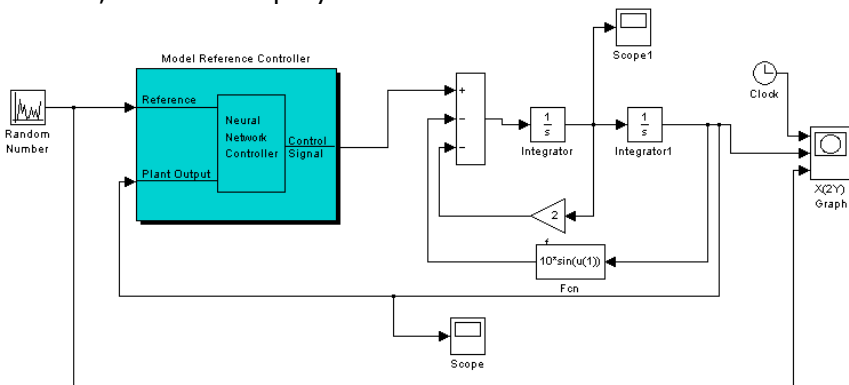 Model Reference Controller
Reference
Neural
Network
Controller
Control
Signal
Plant Output
Random
Number
+
−
−
1
s
Integrator
1
s
Integrator1
Scope1
Clock
X(2Y)
Graph
2
f
10*sin(u(1))
Fcn
Scope